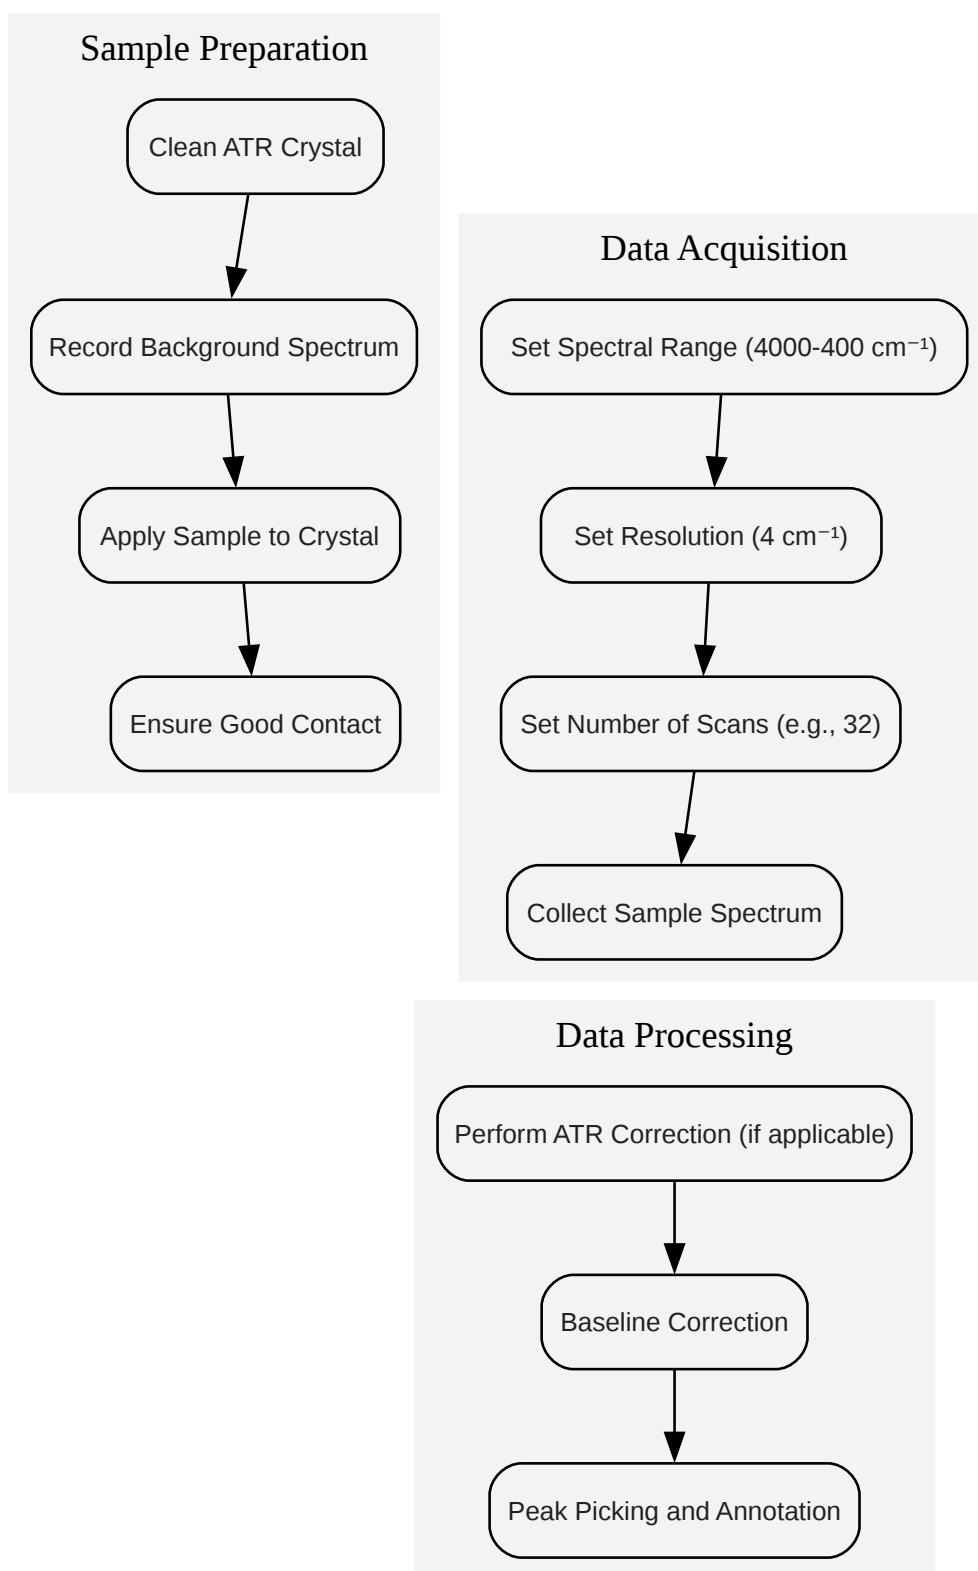 Sample Preparation
Clean ATR Crystal
Record Background Spectrum
Apply Sample to Crystal
Ensure Good Contact
Data Acquisition
Set Spectral Range (4000-400 cm⁻¹)
Set Resolution (4 cm⁻¹)
Set Number of Scans (e.g., 32)
Collect Sample Spectrum
Data Processing
Perform ATR Correction (if applicable)
Baseline Correction
Peak Picking and Annotation